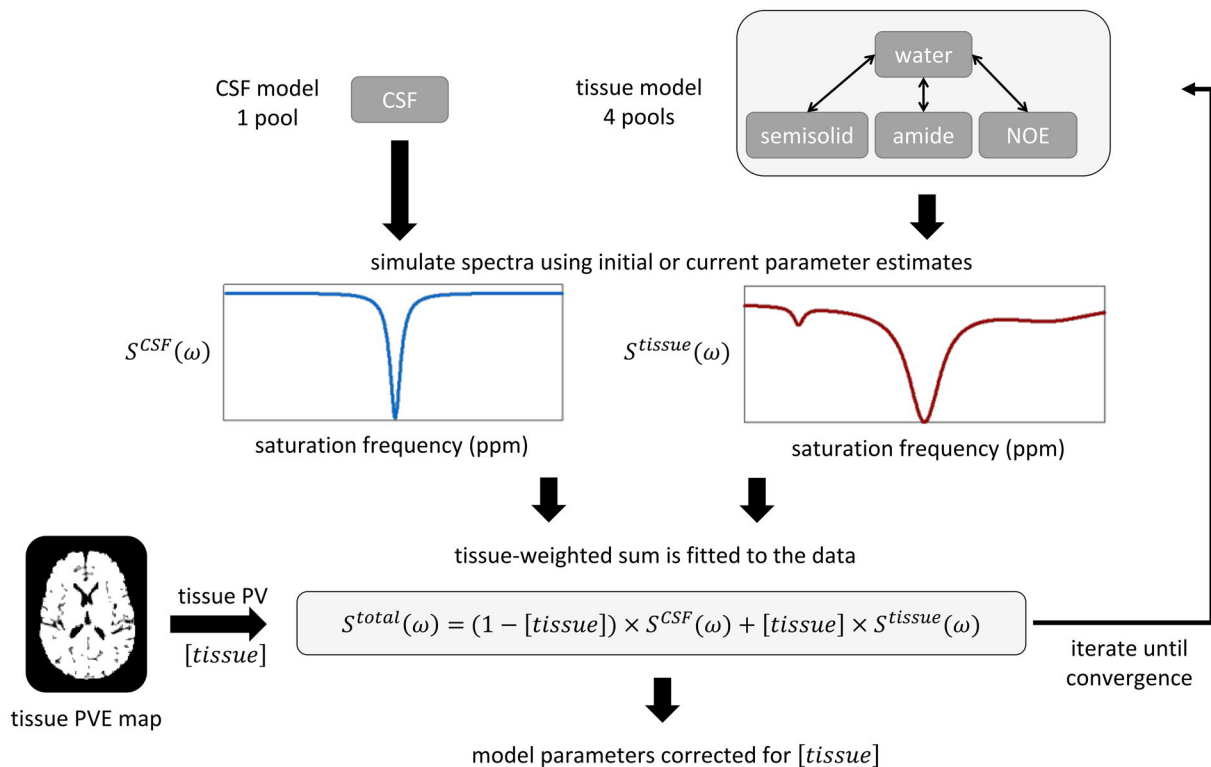 CSF model
1 pool
CSF
tissue model
4 pools
water
semisolid
amide
NOE
simulate spectra using initial or current parameter estimates
S^{CSF}(ω)
saturation frequency (ppm)
S^{tissue}(ω)
saturation frequency (ppm)
tissue-weighted sum is fitted to the data
tissue PV
[tissue]
tissue PVE map
S^{total}(ω) = (1 − [tissue]) × S^{CSF}(ω) + [tissue] × S^{tissue}(ω)
iterate until
convergence
model parameters corrected for [tissue]